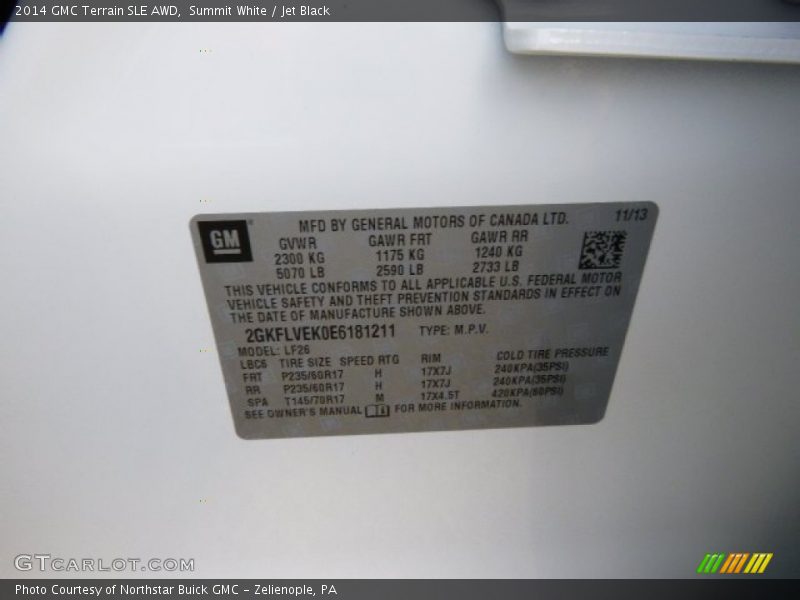 2014 GMC Terrain SLE AWD, Summit White / Jet Black
GM
MFD BY GENERAL MOTORS OF CANADA LTD. 11/13
GVWR GAWR FRT GAWR RR
2300 KG 1175 KG 1240 KG
5070 LB 2590 LB 2733 LB
THIS VEHICLE CONFORMS TO ALL APPLICABLE U.S. FEDERAL MOTOR
VEHICLE SAFETY AND THEFT PREVENTION STANDARDS IN EFFECT ON
THE DATE OF MANUFACTURE SHOWN ABOVE.
2GKFLVEK0E6181211 TYPE: M.P.V.
MODEL: LF26
LBC6 TIRE SIZE SPEED RTG RIM COLD TIRE PRESSURE
FRT P235/60R17 H 17X7J 240KPA(35PSI)
RR P235/60R17 H 17X7J 240KPA(35PSI)
SPA T145/70R17 M 17X4.5T 420KPA(60PSI)
SEE OWNER'S MANUAL FOR MORE INFORMATION.
GTCARLOT.COM
Photo Courtesy of Northstar Buick GMC - Zelienople, PA